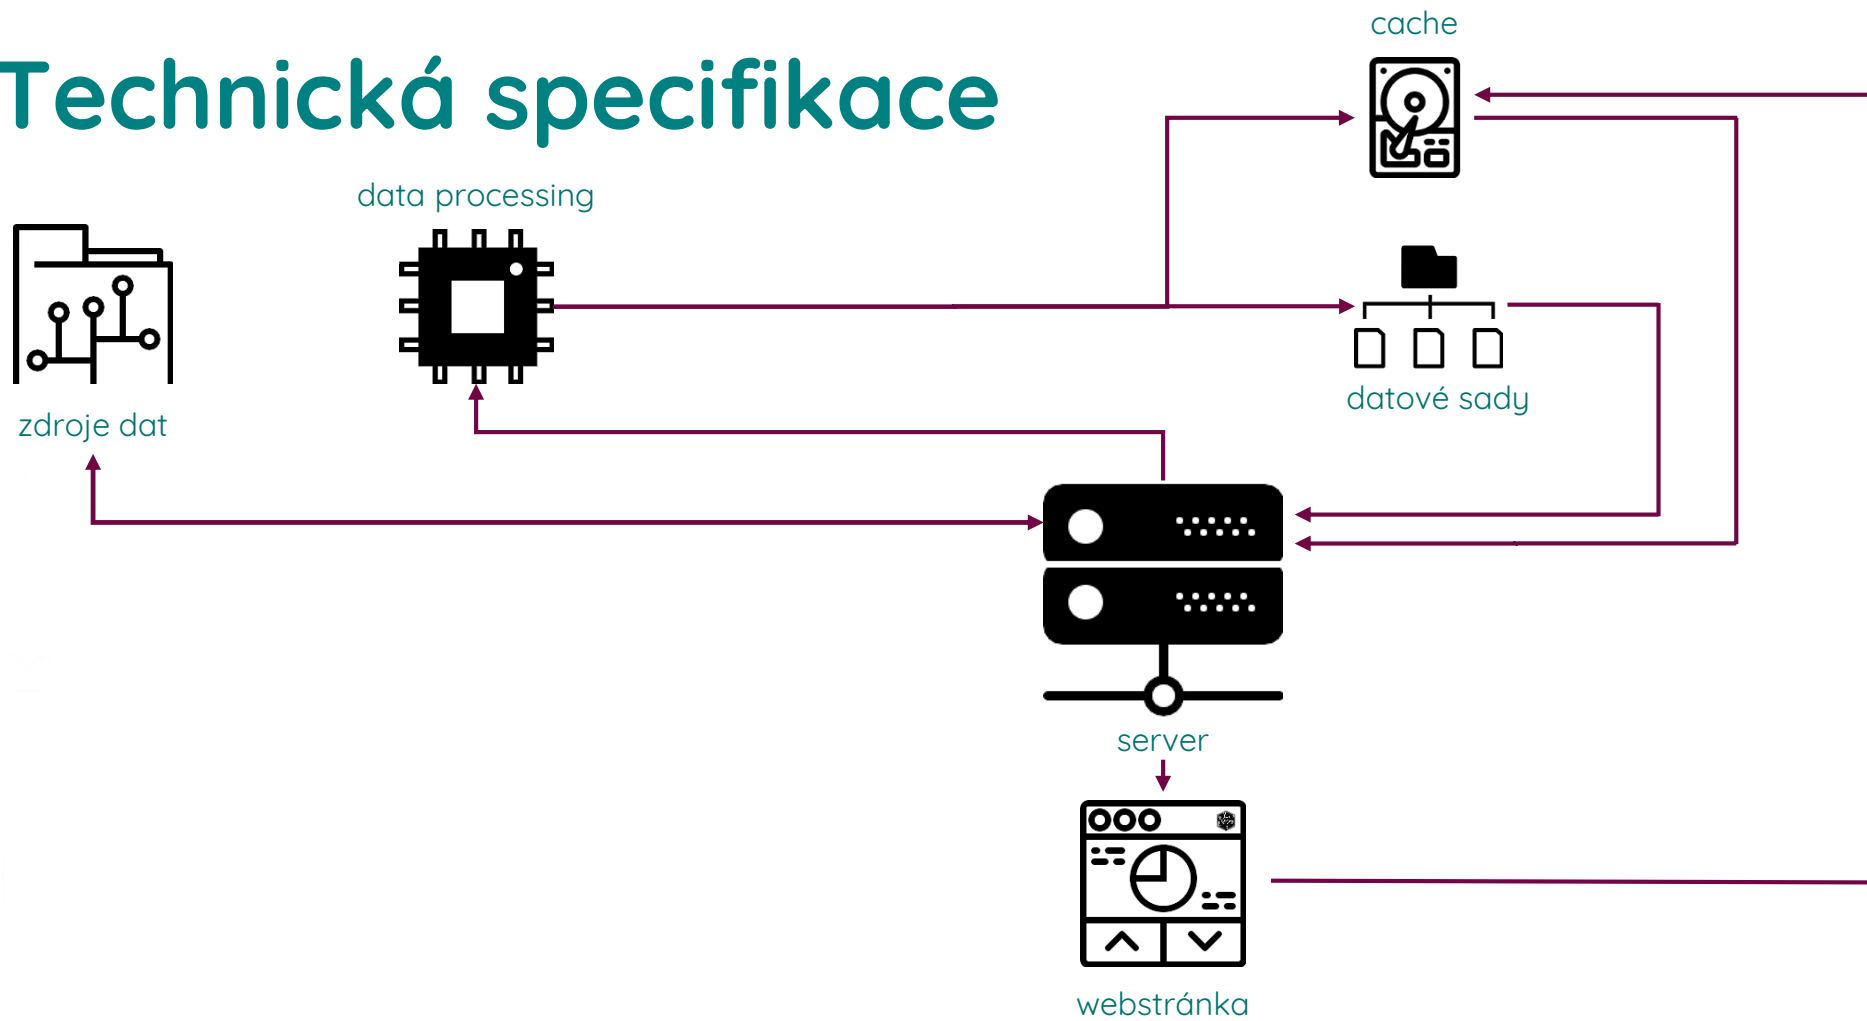 cache
Technická specifikace
data processing
datové sady
zdroje dat
server
webstránka